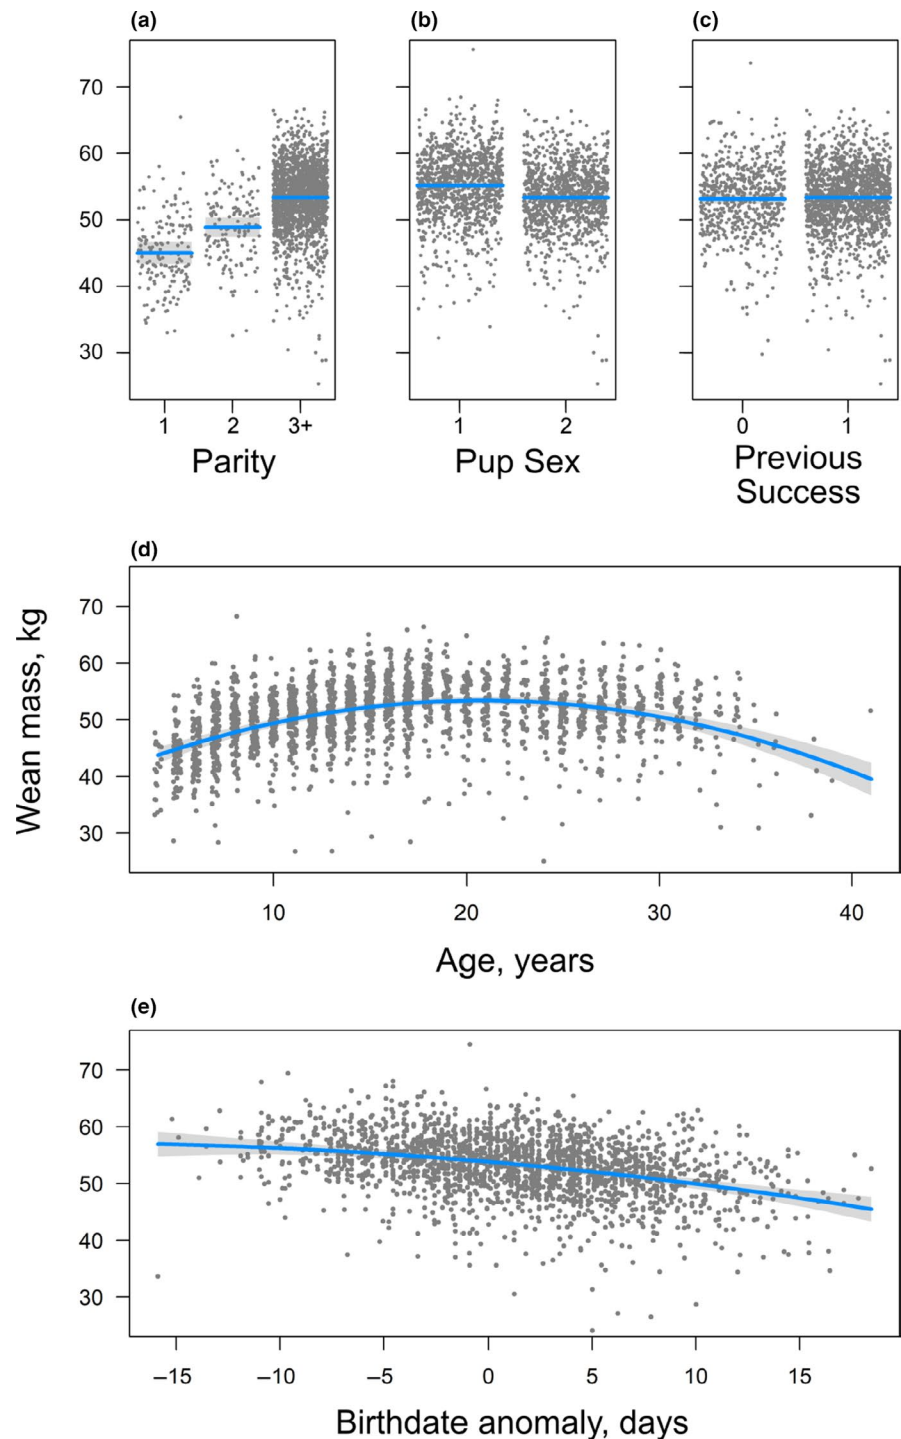 (a)
(b)
(c)
70
60
50
40
30
1 2 3+
1 2
0 1
Parity
Pup Sex
Previous
Success
Wean mass, kg
(d)
70
60
50
40
30
10 20 30 40
Age, years
(e)
70
60
50
40
30
−15 −10 −5 0 5 10 15
Birthdate anomaly, days